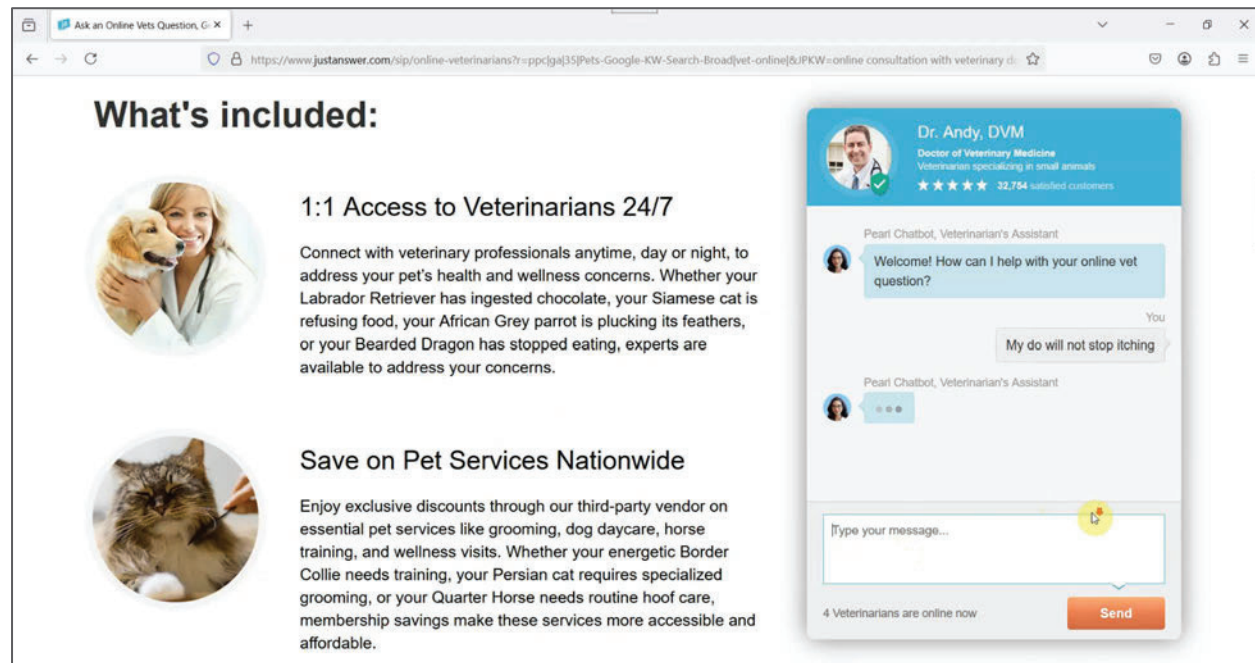 Ask an Online Vets Question, G
https://www.justanswer.com/sip/online-veterinarians?r=ppc|ga|35|Pets-Google-KW-Search-Broad|vet-online|&JPKW=online consultation with veterinary d
What's included:
1:1 Access to Veterinarians 24/7
Connect with veterinary professionals anytime, day or night, to
address your pet's health and wellness concerns. Whether your
Labrador Retriever has ingested chocolate, your Siamese cat is
refusing food, your African Grey parrot is plucking its feathers,
or your Bearded Dragon has stopped eating, experts are
available to address your concerns.
Save on Pet Services Nationwide
Enjoy exclusive discounts through our third-party vendor on
essential pet services like grooming, dog daycare, horse
training, and wellness visits. Whether your energetic Border
Collie needs training, your Persian cat requires specialized
grooming, or your Quarter Horse needs routine hoof care,
membership savings make these services more accessible and
affordable.
Dr. Andy, DVM
Doctor of Veterinary Medicine
Veterinarian specializing in small animals
32,754 satisfied customers
Pearl Chatbot, Veterinarian's Assistant
Welcome! How can I help with your online vet
question?
You
My do will not stop itching
Pearl Chatbot, Veterinarian's Assistant
Type your message...
4 Veterinarians are online now
Send